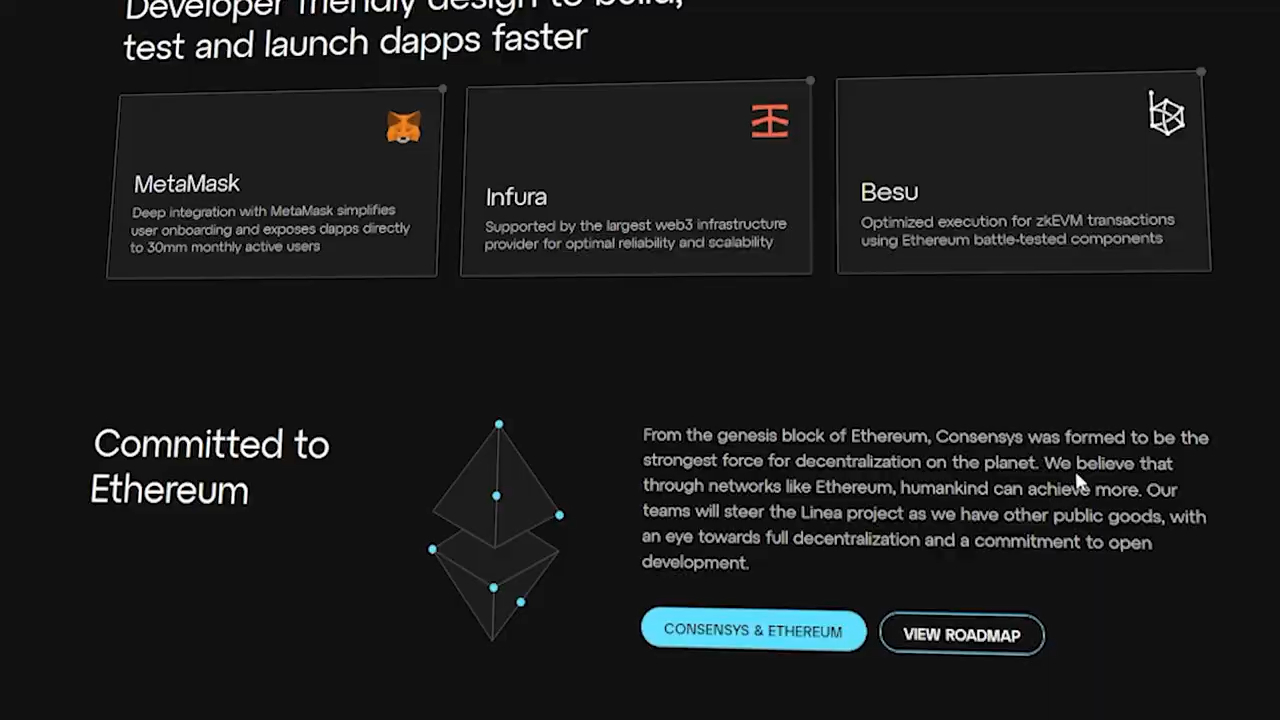 Developer friendly design to build,
test and launch dapps faster
MetaMask
Deep integration with MetaMask simplifies
user onboarding and exposes dapps directly
to 30mm monthly active users
Infura
Supported by the largest web3 infrastructure
provider for optimal reliability and scalability
Besu
Optimized execution for zkEVM transactions
using Ethereum battle-tested components
Committed to
Ethereum
From the genesis block of Ethereum, Consensys was formed to be the
strongest force for decentralization on the planet. We believe that
through networks like Ethereum, humankind can achieve more. Our
teams will steer the Linea project as we have other public goods, with
an eye towards full decentralization and a commitment to open
development.
CONSENSYS & ETHEREUM
VIEW ROADMAP